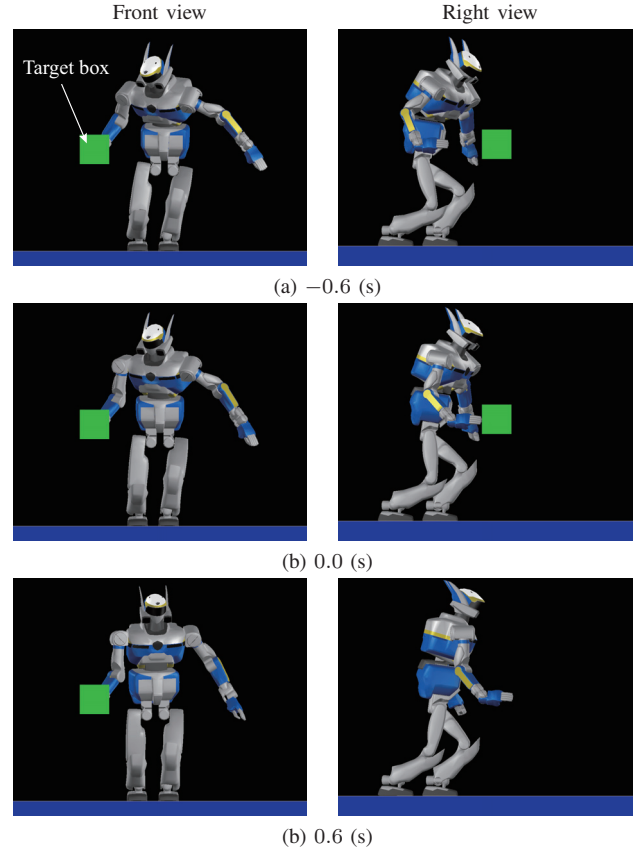 Front view
Right view
Target box
(a) −0.6 (s)
(b) 0.0 (s)
(b) 0.6 (s)